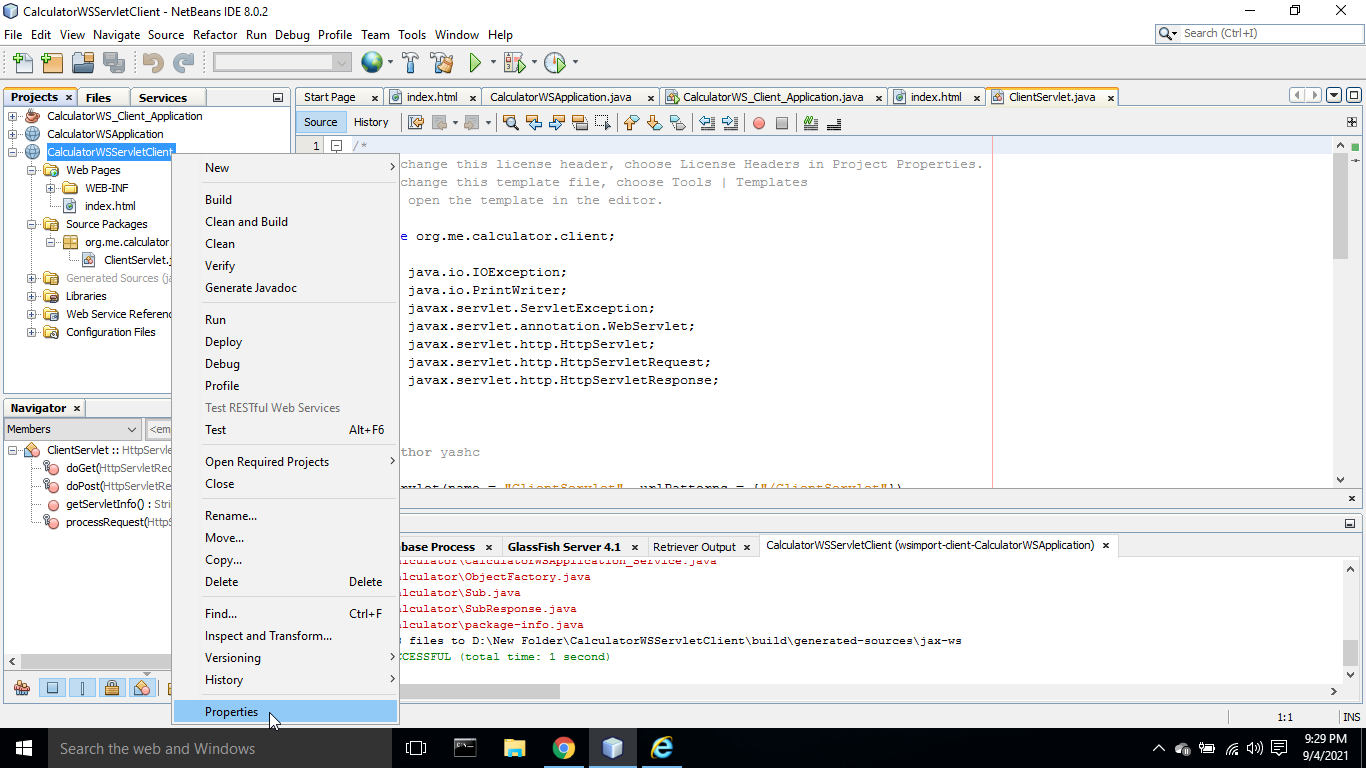 CalculatorWSServletClient - NetBeans IDE 8.0.2
File Edit View Navigate Source Refactor Run Debug Profile Team Tools Window Help
Search (Ctrl+I)
Projects Files Services
Start Page index.html CalculatorWSApplication.java CalculatorWS_Client_Application.java index.html ClientServlet.java
CalculatorWS_Client_Application
CalculatorWSApplication
CalculatorWSServletClient
Web Pages
WEB-INF
index.html
Source Packages
org.me.calculator.
ClientServlet.j
Generated Sources (ja
Libraries
Web Service Referenc
Configuration Files
Source History
1 /*
change this license header, choose License Headers in Project Properties.
change this template file, choose Tools | Templates
open the template in the editor.
e org.me.calculator.client;
java.io.IOException;
java.io.PrintWriter;
javax.servlet.ServletException;
javax.servlet.annotation.WebServlet;
javax.servlet.http.HttpServlet;
javax.servlet.http.HttpServletRequest;
javax.servlet.http.HttpServletResponse;
thor yashc
rvlet(name = "ClientServlet", urlPatterns = {"/ClientServlet"})
New
Build
Clean and Build
Clean
Verify
Generate Javadoc
Run
Deploy
Debug
Profile
Test RESTful Web Services
Test Alt+F6
Open Required Projects
Close
Rename...
Move...
Copy...
Delete Delete
Find... Ctrl+F
Inspect and Transform...
Versioning
History
Properties
Navigator
Members <em
ClientServlet :: HttpServle
doGet(HttpServletReq
doPost(HttpServletRe
getServletInfo() : Stri
processRequest(HttpS
base Process GlassFish Server 4.1 Retriever Output CalculatorWSServletClient (wsimport-client-CalculatorWSApplication)
alculator\CalculatorWSApplication_Service.java
alculator\ObjectFactory.java
alculator\Sub.java
alculator\SubResponse.java
alculator\package-info.java
files to D:\New Folder\CalculatorWSServletClient\build\generated-sources\jax-ws
CCESSFUL (total time: 1 second)
1:1 INS
Search the web and Windows
9:29 PM
9/4/2021